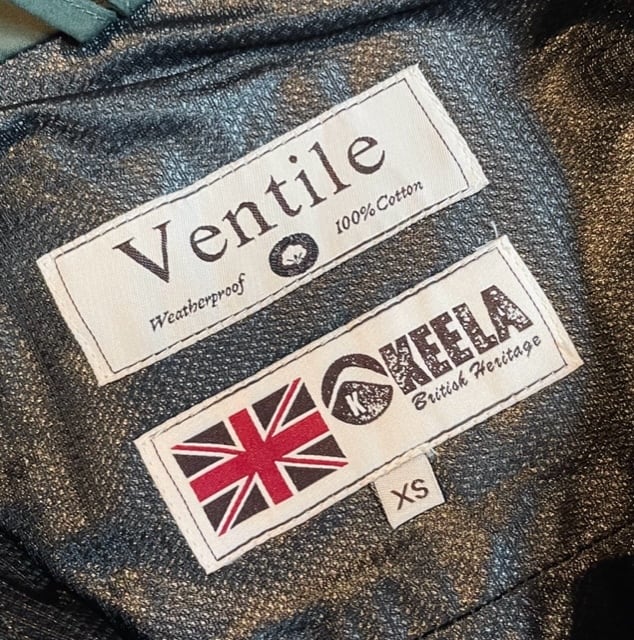 Ventile
Weatherproof 100% Cotton
K KEELA
British Heritage
XS